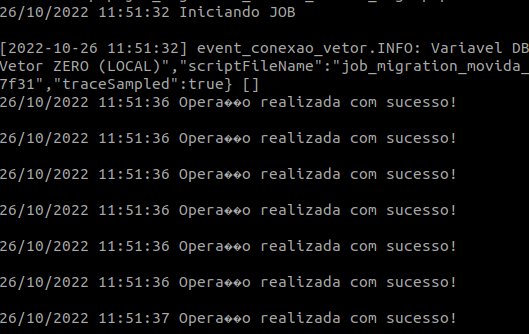 26/10/2022 11:51:32 Iniciando JOB
[2022-10-26 11:51:32] event_conexao_vetor.INFO: Variavel DB
Vetor ZERO (LOCAL)","scriptFileName":"job_migration_movida_
7f31","traceSampled":true} []
26/10/2022 11:51:36 Opera��o realizada com sucesso!
26/10/2022 11:51:36 Opera��o realizada com sucesso!
26/10/2022 11:51:36 Opera��o realizada com sucesso!
26/10/2022 11:51:36 Opera��o realizada com sucesso!
26/10/2022 11:51:36 Opera��o realizada com sucesso!
26/10/2022 11:51:36 Opera��o realizada com sucesso!
26/10/2022 11:51:37 Opera��o realizada com sucesso!